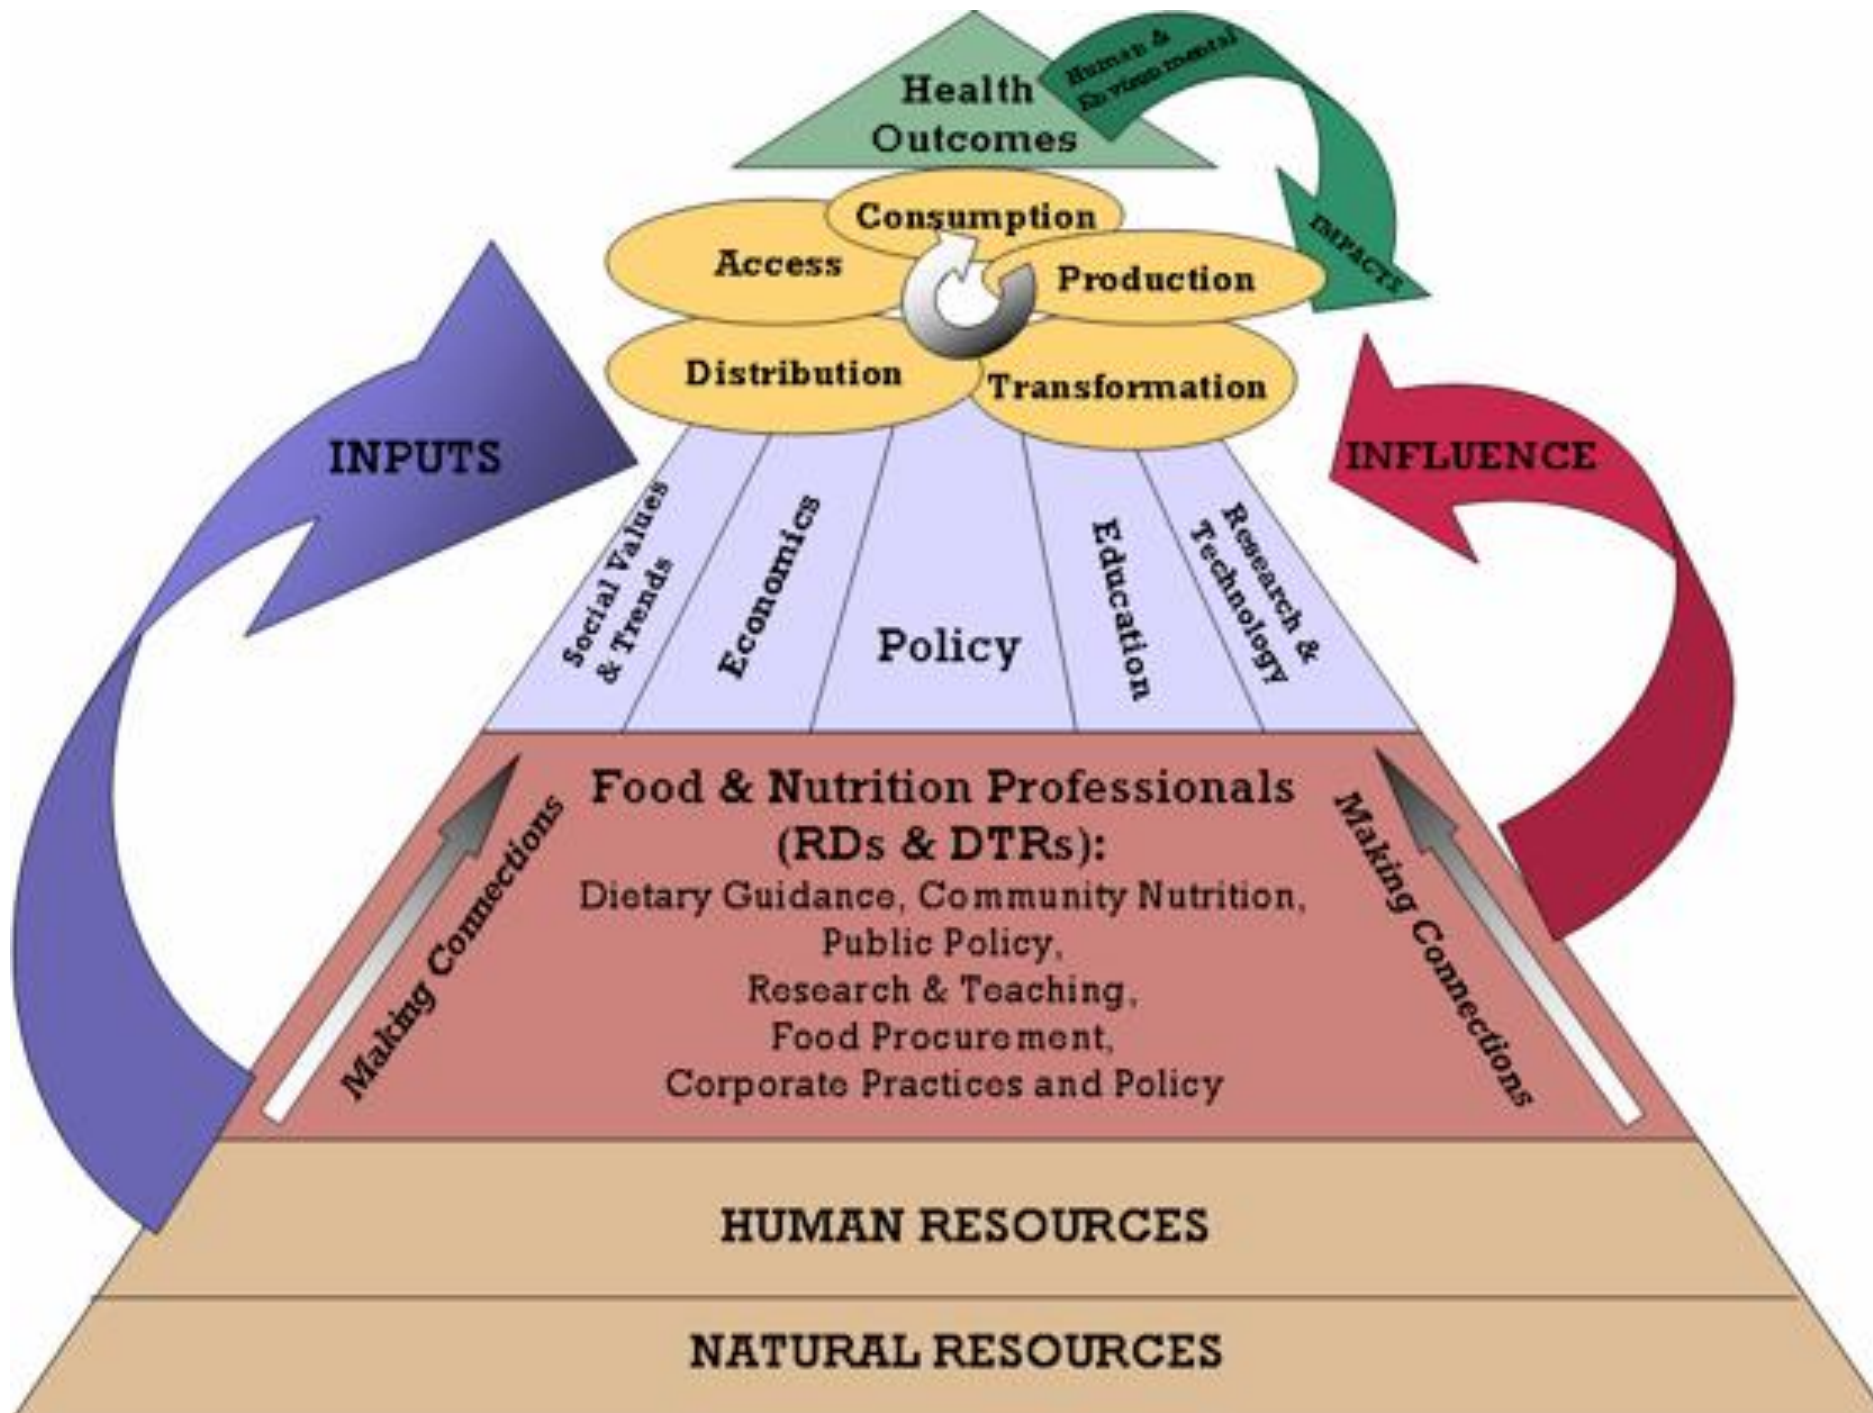 Health
Outcomes
Human &
Environmental
IMPACTS
Consumption
Access
Production
Distribution
Transformation
INPUTS
INFLUENCE
Social Values
& Trends
Economics
Policy
Education
Research &
Technology
Food & Nutrition Professionals
(RDs & DTRs):
Dietary Guidance, Community Nutrition,
Public Policy,
Research & Teaching,
Food Procurement,
Corporate Practices and Policy
Making Connections
Making Connections
HUMAN RESOURCES
NATURAL RESOURCES